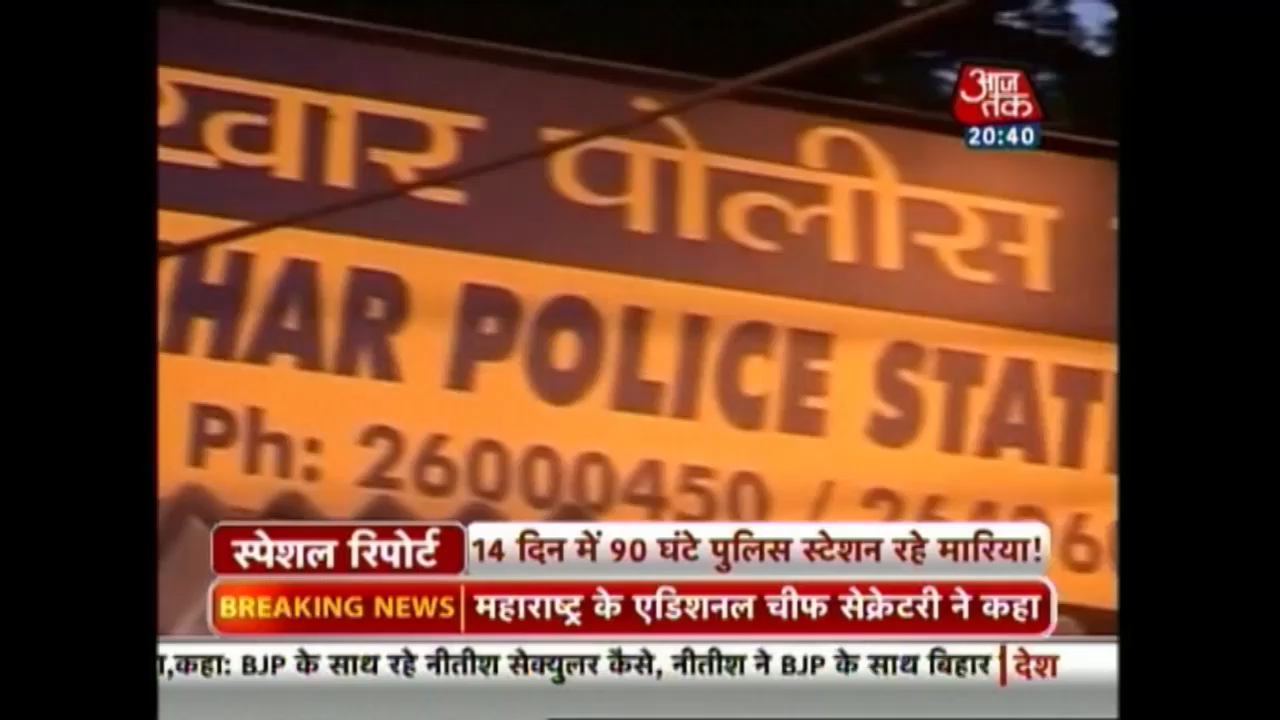 आज
तक
20:40
खार पोलीस
HAR POLICE STATI
Ph: 26000450 /
स्पेशल रिपोर्ट
14 दिन में 90 घंटे पुलिस स्टेशन रहे मारिया!
BREAKING NEWS
महाराष्ट्र के एडिशनल चीफ सेक्रेटरी ने कहा
,कहा: BJP के साथ रहे नीतीश सेक्युलर कैसे, नीतीश ने BJP के साथ बिहार
देश